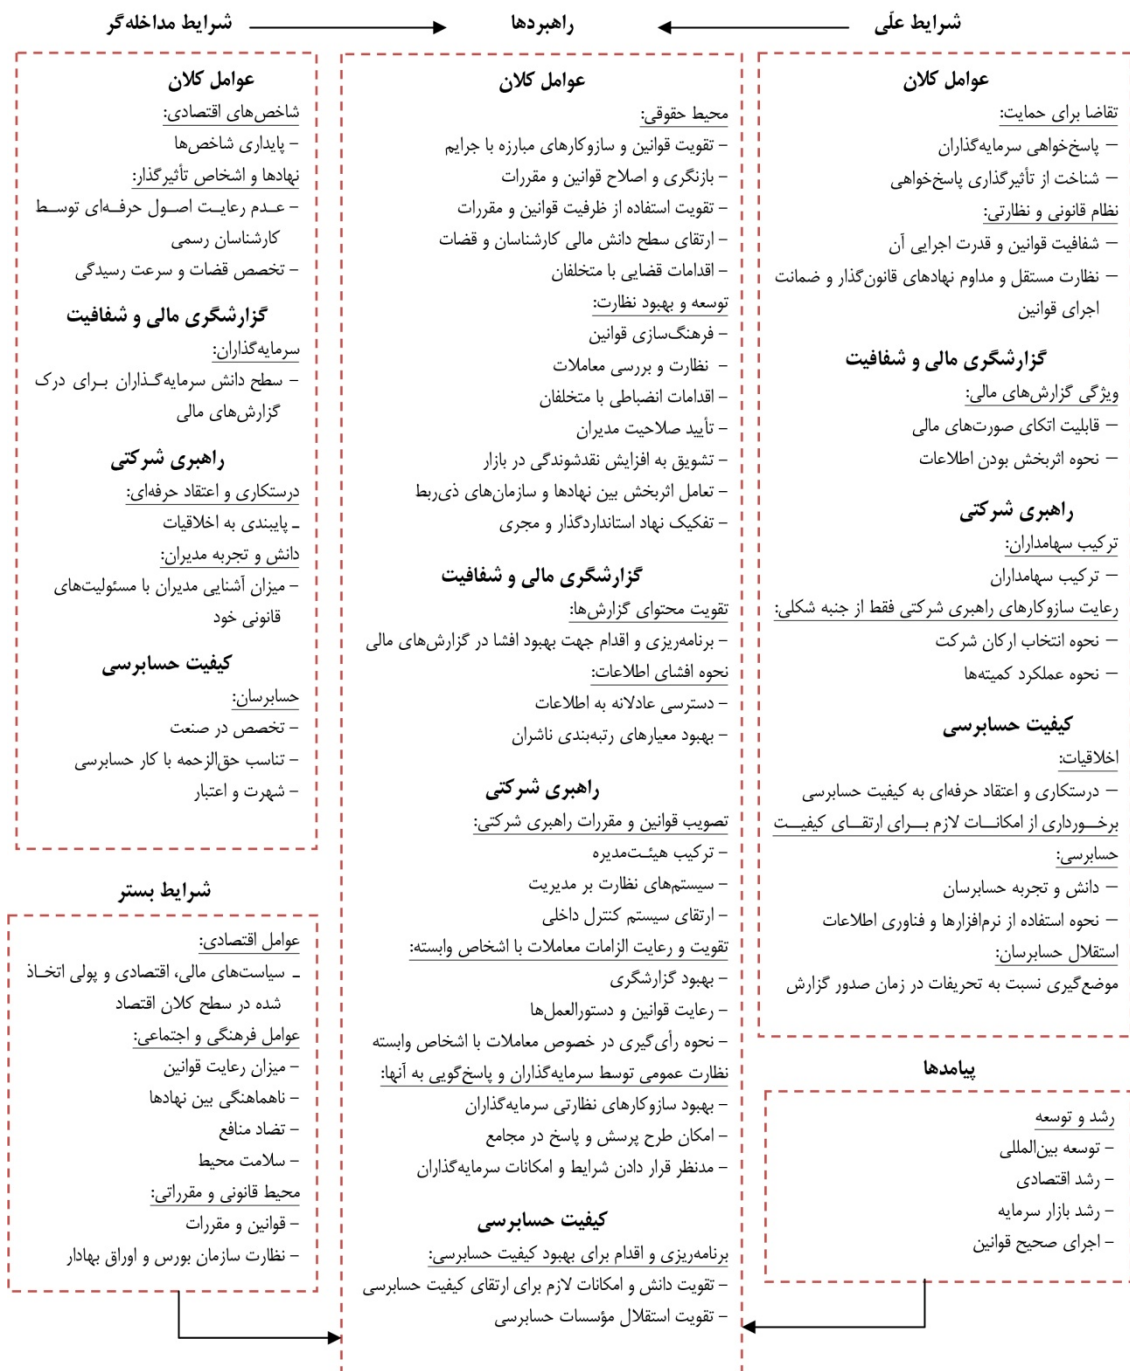 شرایط علّی
عوامل کلان
تقاضا برای حمایت:
– پاسخ‌خواهی سرمایه‌گذاران
– شناخت از تأثیرگذاری پاسخ‌خواهی
نظام قانونی و نظارتی:
– شفافیت قوانین و قدرت اجرایی آن
– نظارت مستقل و مداوم نهادهای قانون‌گذار و ضمانت
اجرای قوانین
گزارشگری مالی و شفافیت
ویژگی گزارش‌های مالی:
– قابلیت اتکای صورت‌های مالی
– نحوه اثربخش بودن اطلاعات
راهبری شرکتی
ترکیب سهامداران:
– ترکیب سهامداران
رعایت سازوکارهای راهبری شرکتی فقط از جنبه شکلی:
– نحوه انتخاب ارکان شرکت
– نحوه عملکرد کمیته‌ها
کیفیت حسابرسی
اخلاقیات:
– درستکاری و اعتقاد حرفه‌ای به کیفیت حسابرسی
برخـورداری از امکانــات لازم بــرای ارتقــای کیفیــت
حسابرسی:
– دانش و تجربه حسابرسان
– نحوه استفاده از نرم‌افزارها و فناوری اطلاعات
استقلال حسابرسان:
موضع‌گیری نسبت به تحریفات در زمان صدور گزارش
پیامدها
رشد و توسعه
- توسعه بین‌المللی
- رشد اقتصادی
- رشد بازار سرمایه
- اجرای صحیح قوانین
راهبردها
عوامل کلان
محیط حقوقی:
- تقویت قوانین و سازوکارهای مبارزه با جرایم
- بازنگری و اصلاح قوانین و مقررات
- تقویت استفاده از ظرفیت قوانین و مقررات
- ارتقای سطح دانش مالی کارشناسان و قضات
- اقدامات قضایی با متخلفان
توسعه و بهبود نظارت:
- فرهنگ‌سازی قوانین
- نظارت و بررسی معاملات
- اقدامات انضباطی با متخلفان
- تأیید صلاحیت مدیران
- تشویق به افزایش نقدشوندگی در بازار
- تعامل اثربخش بین نهادها و سازمان‌های ذی‌ربط
- تفکیک نهاد استانداردگذار و مجری
گزارشگری مالی و شفافیت
تقویت محتوای گزارش‌ها:
- برنامه‌ریزی و اقدام جهت بهبود افشا در گزارش‌های مالی
نحوه افشای اطلاعات:
- دسترسی عادلانه به اطلاعات
- بهبود معیارهای رتبه‌بندی ناشران
راهبری شرکتی
تصویب قوانین و مقررات راهبری شرکتی:
- ترکیب هیئت‌مدیره
- سیستم‌های نظارت بر مدیریت
- ارتقای سیستم کنترل داخلی
تقویت و رعایت الزامات معاملات با اشخاص وابسته:
- بهبود گزارشگری
- رعایت قوانین و دستورالعمل‌ها
- نحوه رأی‌گیری در خصوص معاملات با اشخاص وابسته
نظارت عمومی توسط سرمایه‌گذاران و پاسخ‌گویی به آنها:
- بهبود سازوکارهای نظارتی سرمایه‌گذاران
- امکان طرح پرسش و پاسخ در مجامع
- مدنظر قرار دادن شرایط و امکانات سرمایه‌گذاران
کیفیت حسابرسی
برنامه‌ریزی و اقدام برای بهبود کیفیت حسابرسی:
- تقویت دانش و امکانات لازم برای ارتقای کیفیت حسابرسی
- تقویت استقلال مؤسسات حسابرسی
شرایط مداخله‌گر
عوامل کلان
شاخص‌های اقتصادی:
- پایداری شاخص‌ها
نهادها و اشخاص تأثیرگذار:
- عـدم رعایـت اصـول حرفـه‌ای توسـط
کارشناسان رسمی
- تخصص قضات و سرعت رسیدگی
گزارشگری مالی و شفافیت
سرمایه‌گذاران:
- سطح دانش سرمایه‌گـذاران بـرای درک
گزارش‌های مالی
راهبری شرکتی
درستکاری و اعتقاد حرفه‌ای:
ـ پایبندی به اخلاقیات
دانش و تجربه مدیران:
- میزان آشنایی مدیران با مسئولیت‌های
قانونی خود
کیفیت حسابرسی
حسابرسان:
- تخصص در صنعت
- تناسب حق‌الزحمه با کار حسابرسی
- شهرت و اعتبار
شرایط بستر
عوامل اقتصادی:
ـ سیاست‌های مالی، اقتصادی و پولی اتخـاذ
شده در سطح کلان اقتصاد
عوامل فرهنگی و اجتماعی:
- میزان رعایت قوانین
- ناهماهنگی بین نهادها
- تضاد منافع
- سلامت محیط
محیط قانونی و مقرراتی:
- قوانین و مقررات
- نظارت سازمان بورس و اوراق بهادار